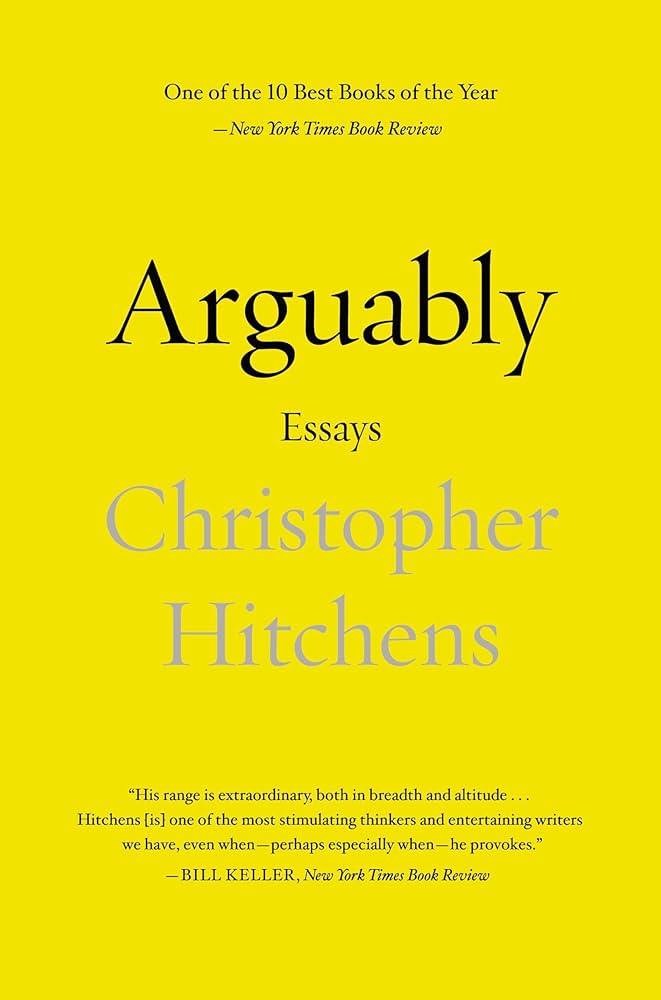 One of the 10 Best Books of the Year
—New York Times Book Review
Arguably
Essays
Christopher
Hitchens
“His range is extraordinary, both in breadth and altitude . . .
Hitchens [is] one of the most stimulating thinkers and entertaining writers
we have, even when—perhaps especially when—he provokes.”
—BILL KELLER, New York Times Book Review